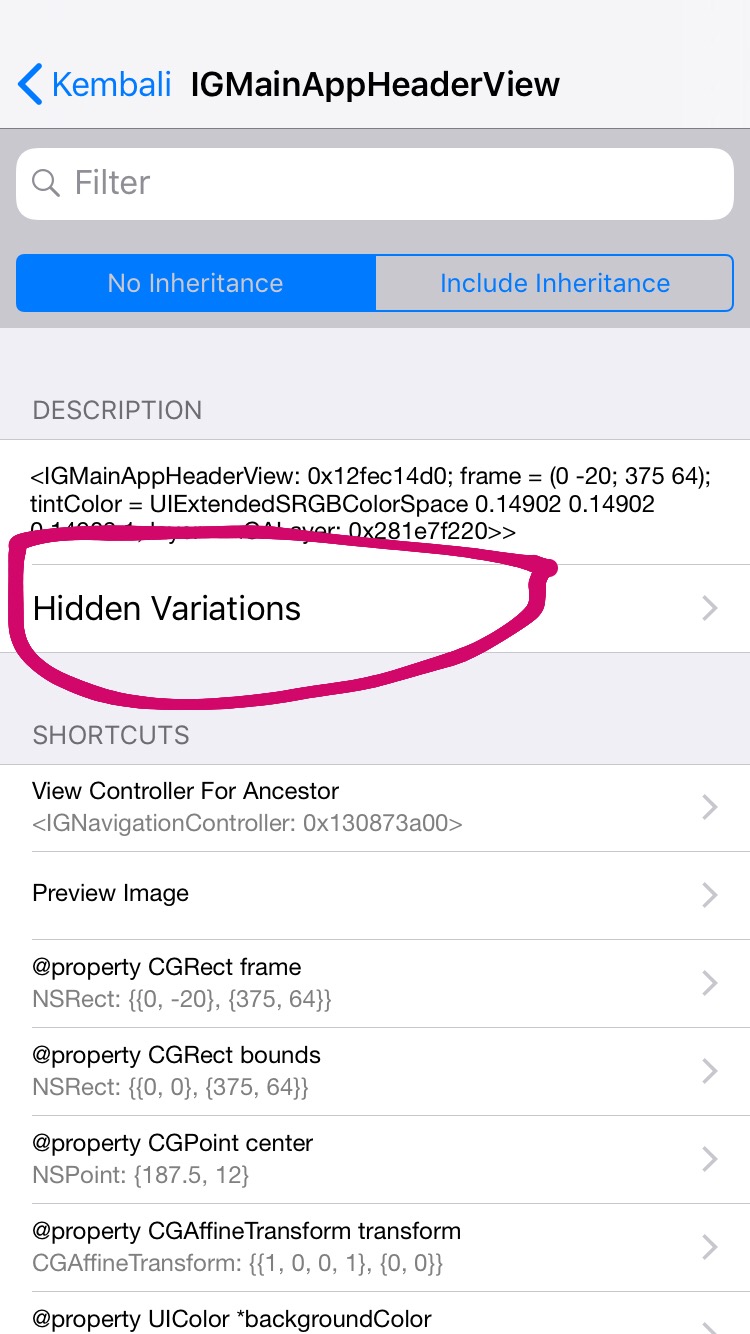 Kembali IGMainAppHeaderView
Filter
No Inheritance Include Inheritance
DESCRIPTION
<IGMainAppHeaderView: 0x12fec14d0; frame = (0 -20; 375 64);
tintColor = UIExtendedSRGBColorSpace 0.14902 0.14902
0x281e7f220>>
Hidden Variations
SHORTCUTS
View Controller For Ancestor
<IGNavigationController: 0x130873a00>
Preview Image
@property CGRect frame
NSRect: {{0, -20}, {375, 64}}
@property CGRect bounds
NSRect: {{0, 0}, {375, 64}}
@property CGPoint center
NSPoint: {187.5, 12}
@property CGAffineTransform transform
CGAffineTransform: {{1, 0, 0, 1}, {0, 0}}
@property UIColor *backgroundColor